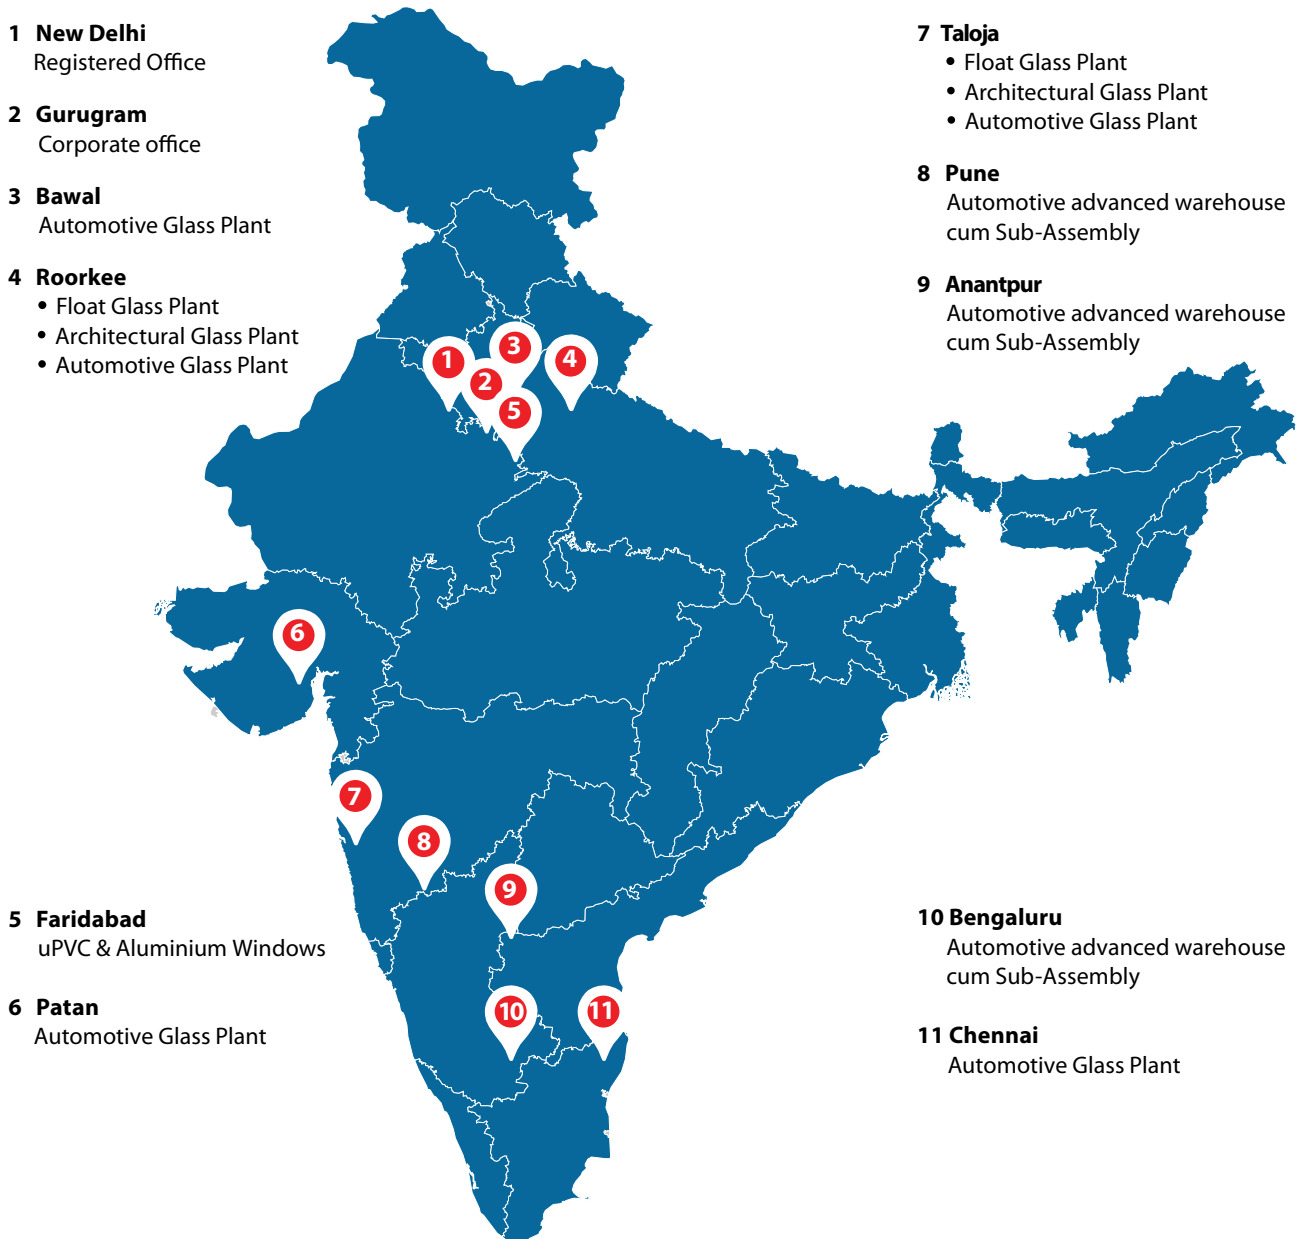 1 New Delhi
Registered Office
2 Gurugram
Corporate office
3 Bawal
Automotive Glass Plant
4 Roorkee
• Float Glass Plant
• Architectural Glass Plant
• Automotive Glass Plant
5 Faridabad
uPVC & Aluminium Windows
6 Patan
Automotive Glass Plant
7 Taloja
• Float Glass Plant
• Architectural Glass Plant
• Automotive Glass Plant
8 Pune
Automotive advanced warehouse
cum Sub-Assembly
9 Anantpur
Automotive advanced warehouse
cum Sub-Assembly
10 Bengaluru
Automotive advanced warehouse
cum Sub-Assembly
11 Chennai
Automotive Glass Plant
1
2
3
4
5
6
7
8
9
10
11